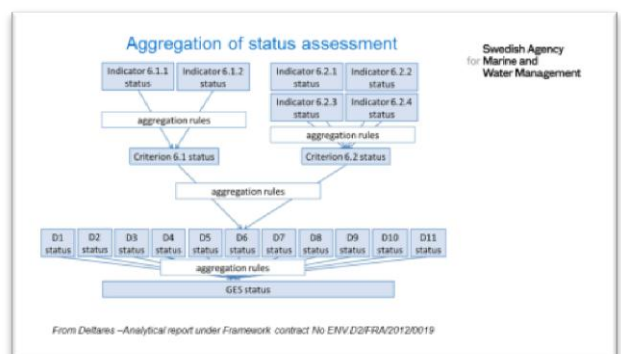 Aggregation of status assessment
Swedish Agency
for Marine and
Water Management
Indicator 6.1.1
status
Indicator 6.1.2
status
Indicator 6.2.1
status
Indicator 6.2.2
status
Indicator 6.2.3
status
Indicator 6.2.4
status
aggregation rules
aggregation rules
Criterion 6.1 status
Criterion 6.2 status
aggregation rules
D1
status
D2
status
D3
status
D4
status
D5
status
D6
status
D7
status
D8
status
D9
status
D10
status
D11
status
aggregation rules
GES status
From Deltares –Analytical report under Framework contract No ENV.D2/FRA/2012/0019